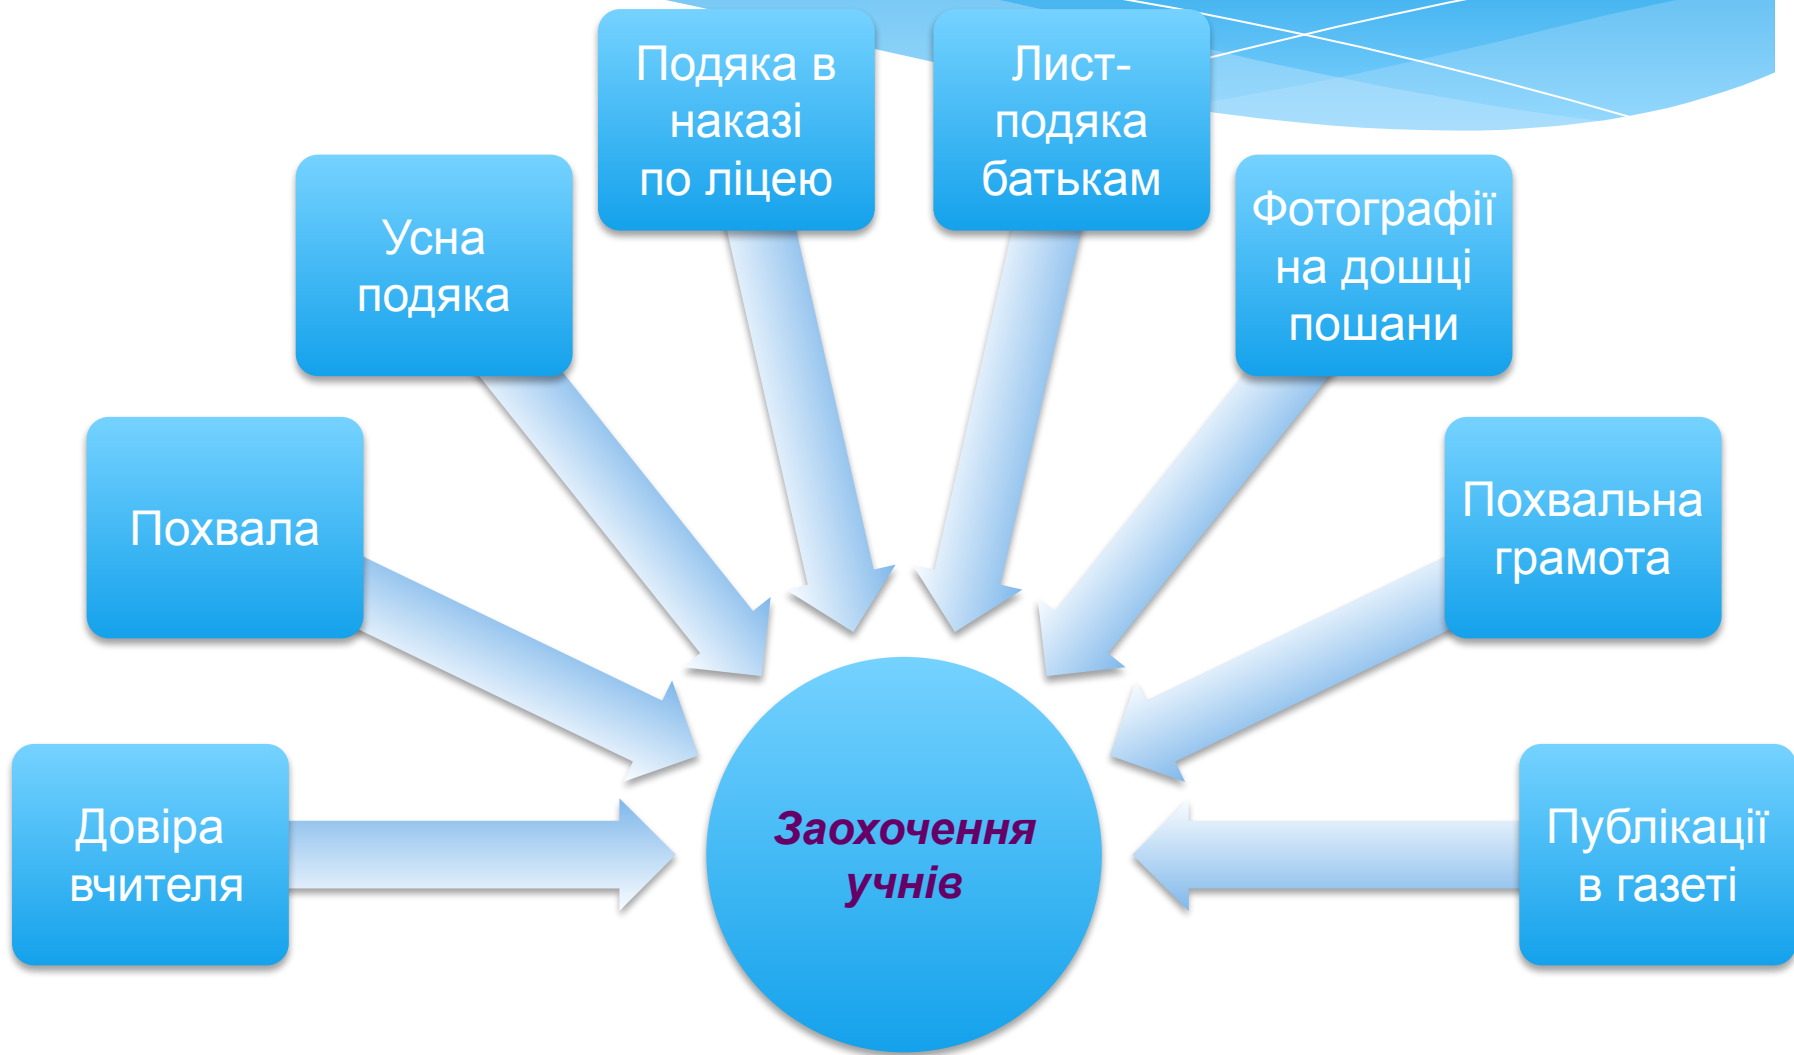 Подяка в
наказі
по ліцею
Лист-
подяка
батькам
Усна
подяка
Фотографії
на дошці
пошани
Похвала
Похвальна
грамота
Довіра
вчителя
Заохочення
учнів
Публікації
в газеті